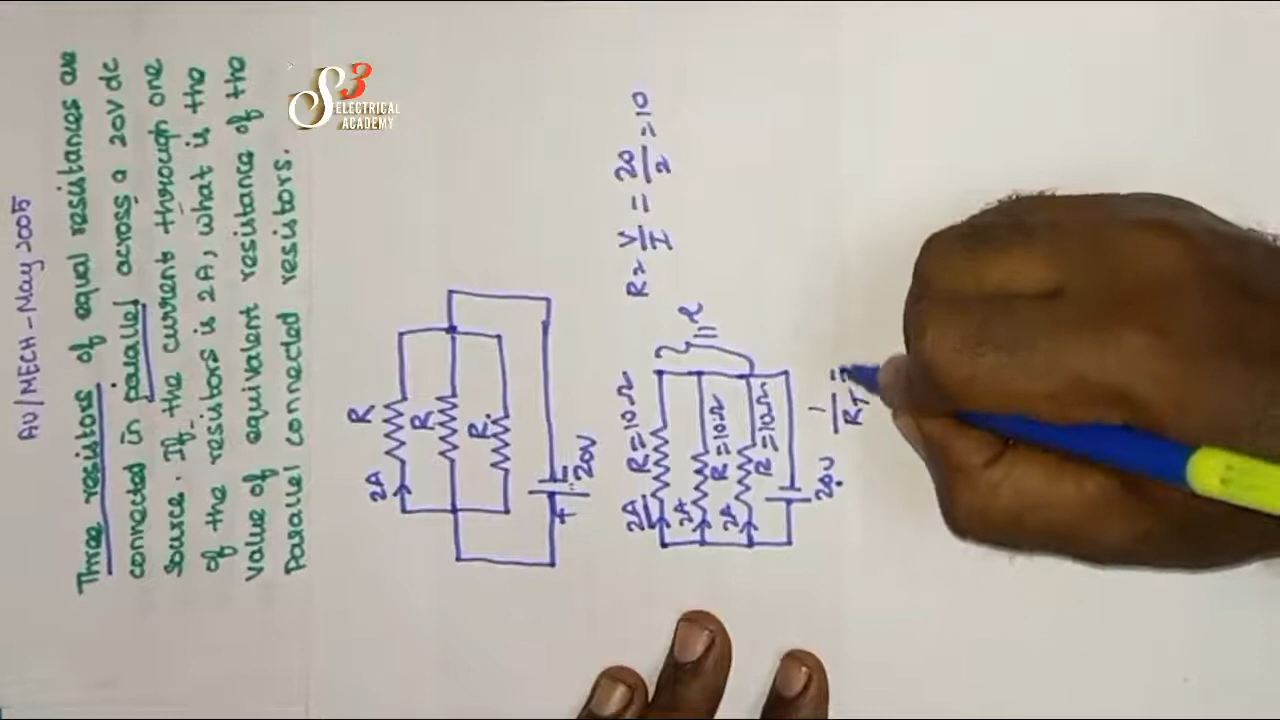 AU/MECH - May 2005
Three resistors of equal resistances are
connected in parallel across a 20V dc
Source. If the current through one
of the resistors is 2A, what is the
Value of equivalent resistance of the
Parallel connected resistors.
S3
ELECTRICAL
ACADEMY
R
2A
R
R
+
20V
R = V/I = 20/2 = 10
2A R=10Ω
2A R=10Ω
2A R=10Ω
20V
1/RT =